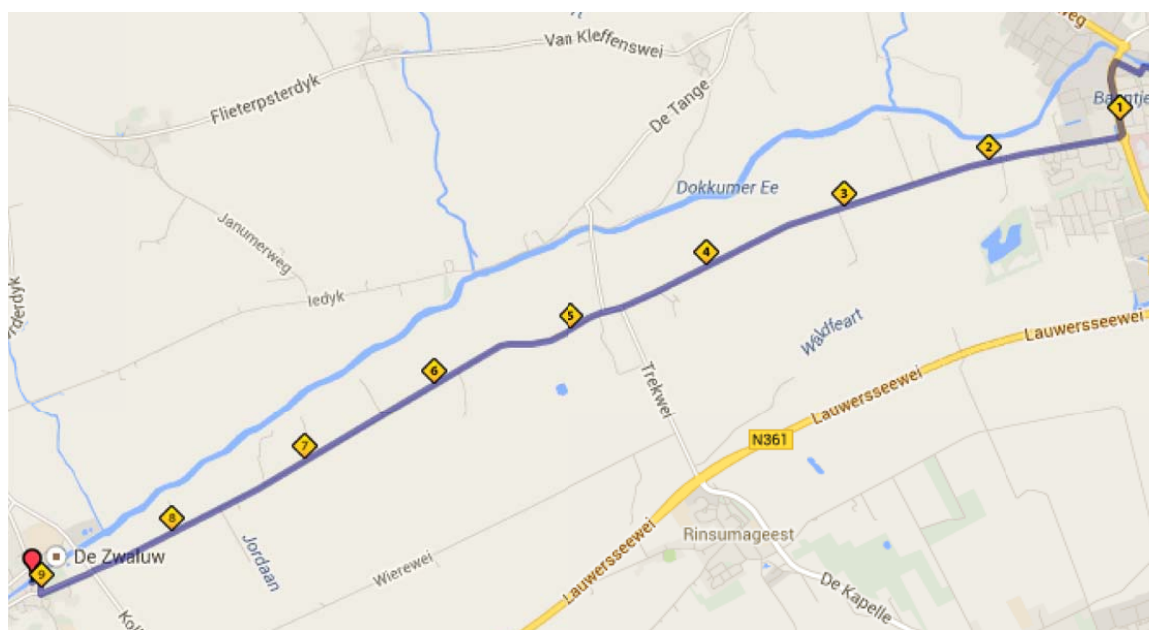 Van Kleffenswei
Flieterpsterdyk
De Tange
1
2
Dokkumer Ee
3
Janumerweg
4
Iedyk
5
Waldfeart
Lauwersseewei
6
Trekwei
Lauwersseewei
N361
7
8
Rinsumageest
De Zwaluw
Jordaan
9
Wierewei
Lauwersseewei
De Kapelle